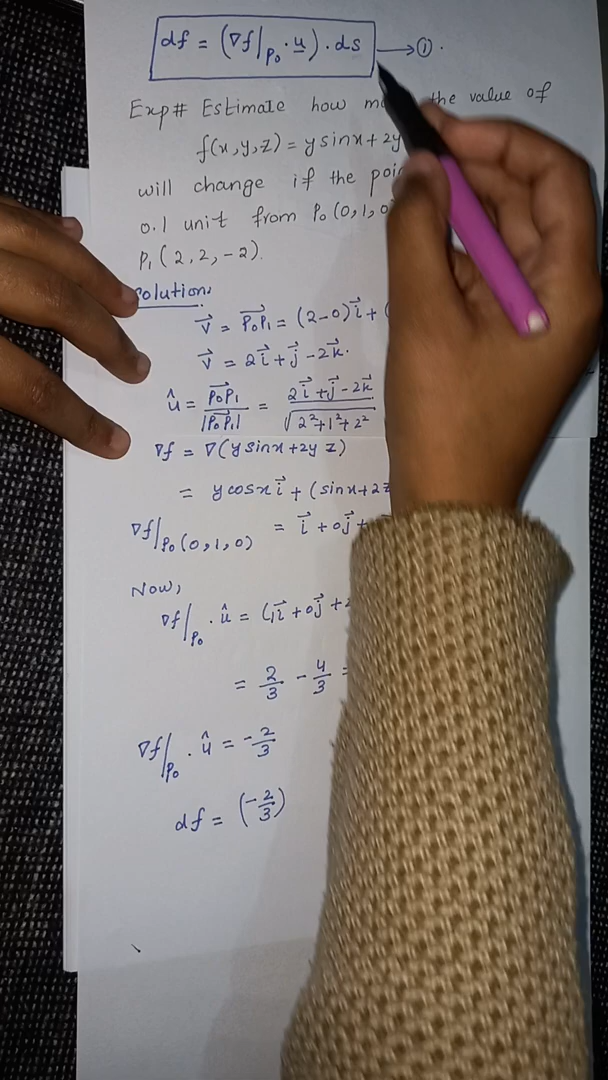 df = (∇f|P₀ · u) · ds → ①.
Exp# Estimate how the value of
f(x,y,z) = y sinx + 2y
will change if the
0.1 unit from P₀(0,1,0
P₁(2,2,-2).
Solution:
v⃗ = P₀P₁⃗ = (2-0)i⃗ + (
v⃗ = 2i⃗ + j⃗ - 2k⃗.
û = P₀P₁⃗ / |P₀P₁⃗| = (2i⃗ + j⃗ - 2k⃗) / √(2²+1²+2²)
∇f = ∇(y sinx + 2y z)
= y cosx i⃗ + (sinx + 2z
∇f|P₀(0,1,0) = i⃗ + 0j⃗ +
Now,
∇f|P₀ · û = (1i⃗ + 0j⃗ + 2
= 2/3 - 4/3 =
∇f|P₀ · û = -2/3
df = (-2/3)